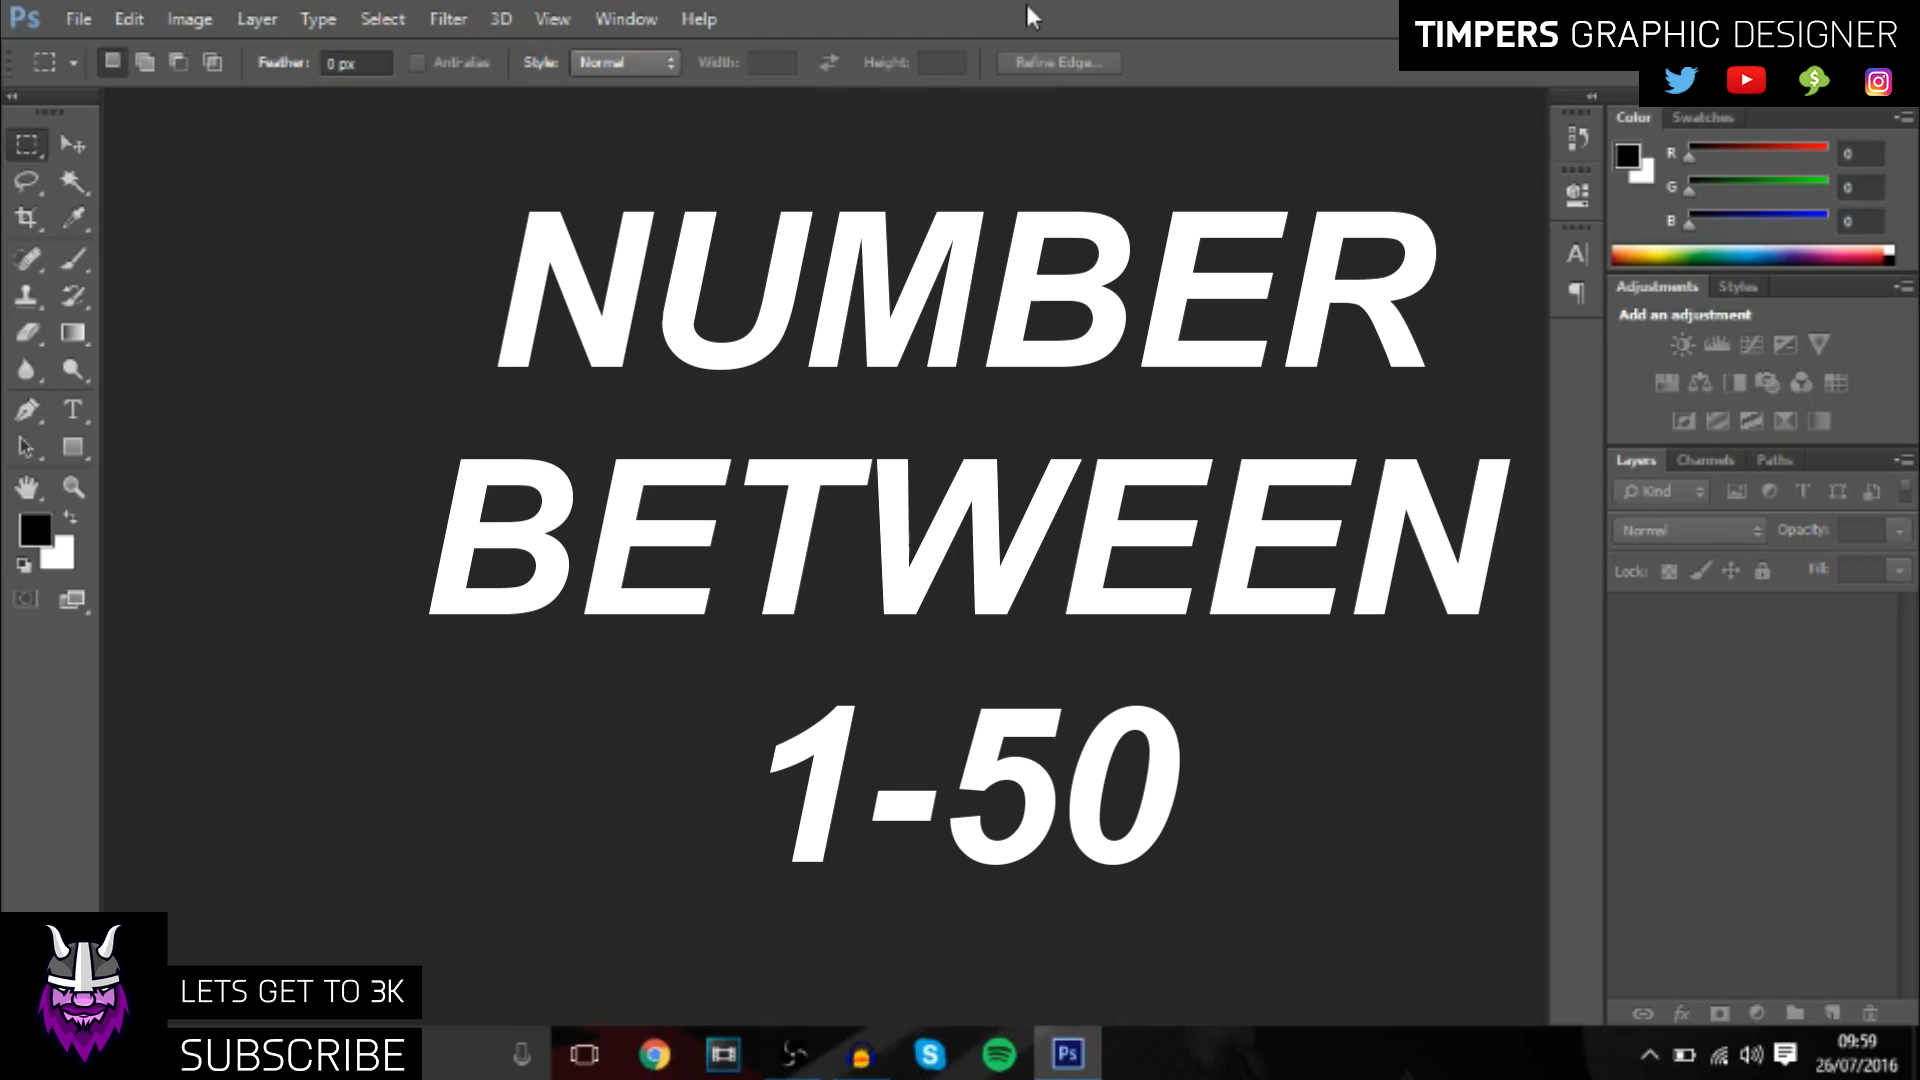 Ps File Edit Image Layer Type Select Filter 3D View Window Help
TIMPERS GRAPHIC DESIGNER
Feather: 0 px Anti-alias Style: Normal Width: Height: Refine Edge...
Color Swatches
R 0
G 0
B 0
Adjustments Styles
Add an adjustment
NUMBER
BETWEEN
1-50
Layers Channels Paths
Kind
Normal Opacity:
Lock: Fill:
LETS GET TO 3K
SUBSCRIBE
Ps
09:59
26/07/2016